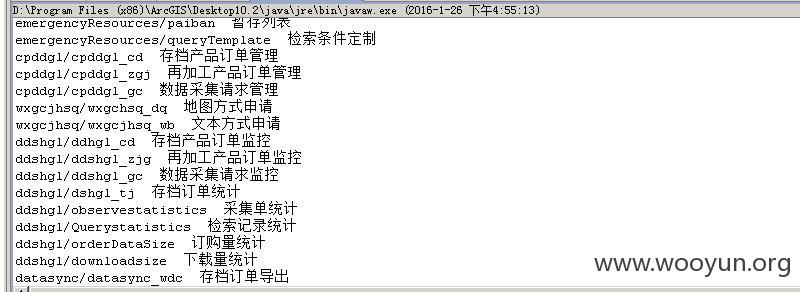 D:\Program Files (x86)\ArcGIS\Desktop10.2\java\jre\bin\javaw.exe (2016-1-26 下午4:55:13)
emergencyResources/paiban 暂存列表
emergencyResources/queryTemplate 检索条件定制
cpddgl/cpddgl_cd 存档产品订单管理
cpddgl/cpddgl_zgj 再加工产品订单管理
cpddgl/cpddgl_gc 数据采集请求管理
wxgcjhsq/wxgchsq_dq 地图方式申请
wxgcjhsq/wxgcjhsq_wb 文本方式申请
ddshgl/ddhgl_cd 存档产品订单监控
ddshgl/ddshgl_zjg 再加工产品订单监控
ddshgl/ddshgl_gc 数据采集请求监控
ddshgl/dshgl_tj 存档订单统计
ddshgl/observestatistics 采集单统计
ddshgl/Querystatistics 检索记录统计
ddshgl/orderDataSize 订购量统计
ddshgl/downloadsize 下载量统计
datasync/datasync_wdc 存档订单导出
www.wooyun.org